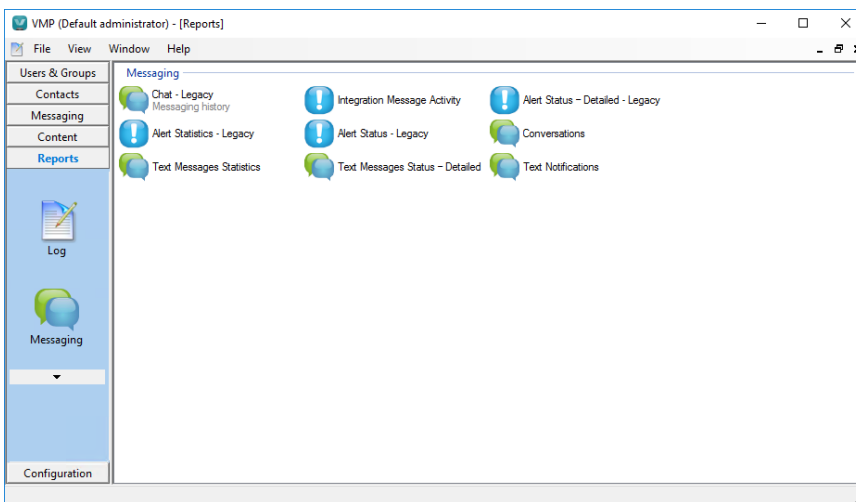 VMP (Default administrator) - [Reports]
File View Window Help
Users & Groups
Contacts
Messaging
Content
Reports
Log
Messaging
Configuration
Messaging
Chat - Legacy
Messaging history
Integration Message Activity
Alert Status – Detailed - Legacy
Alert Statistics - Legacy
Alert Status - Legacy
Conversations
Text Messages Statistics
Text Messages Status – Detailed
Text Notifications